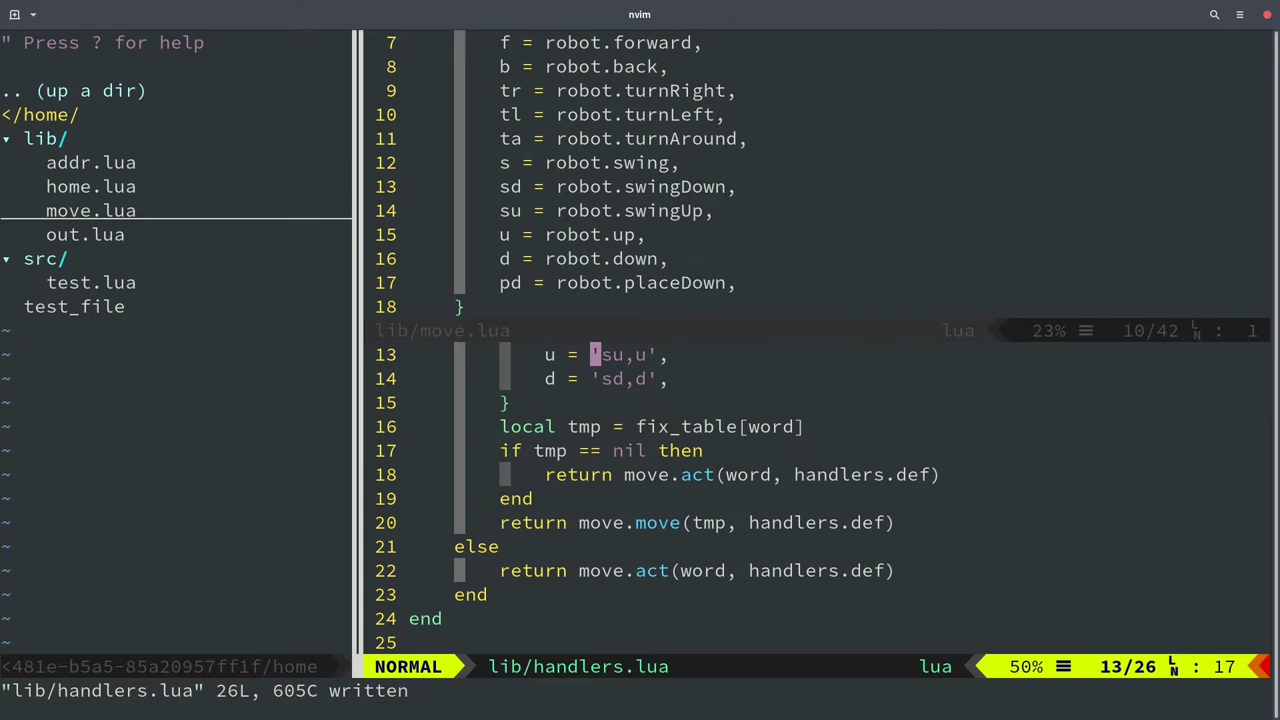 nvim
" Press ? for help
.. (up a dir)
</home/
▾ lib/
addr.lua
home.lua
move.lua
out.lua
▾ src/
test.lua
test_file
~
~
~
~
~
~
~
~
~
~
~
~
~
~
<481e-b5a5-85a20957ff1f/home
7 f = robot.forward,
8 b = robot.back,
9 tr = robot.turnRight,
10 tl = robot.turnLeft,
11 ta = robot.turnAround,
12 s = robot.swing,
13 sd = robot.swingDown,
14 su = robot.swingUp,
15 u = robot.up,
16 d = robot.down,
17 pd = robot.placeDown,
18 }
lib/move.lua lua 23% ☰ 10/42 LN : 1
13 u = 'su,u',
14 d = 'sd,d',
15 }
16 local tmp = fix_table[word]
17 if tmp == nil then
18 return move.act(word, handlers.def)
19 end
20 return move.move(tmp, handlers.def)
21 else
22 return move.act(word, handlers.def)
23 end
24 end
25
NORMAL lib/handlers.lua lua 50% ☰ 13/26 LN : 17
"lib/handlers.lua" 26L, 605C written